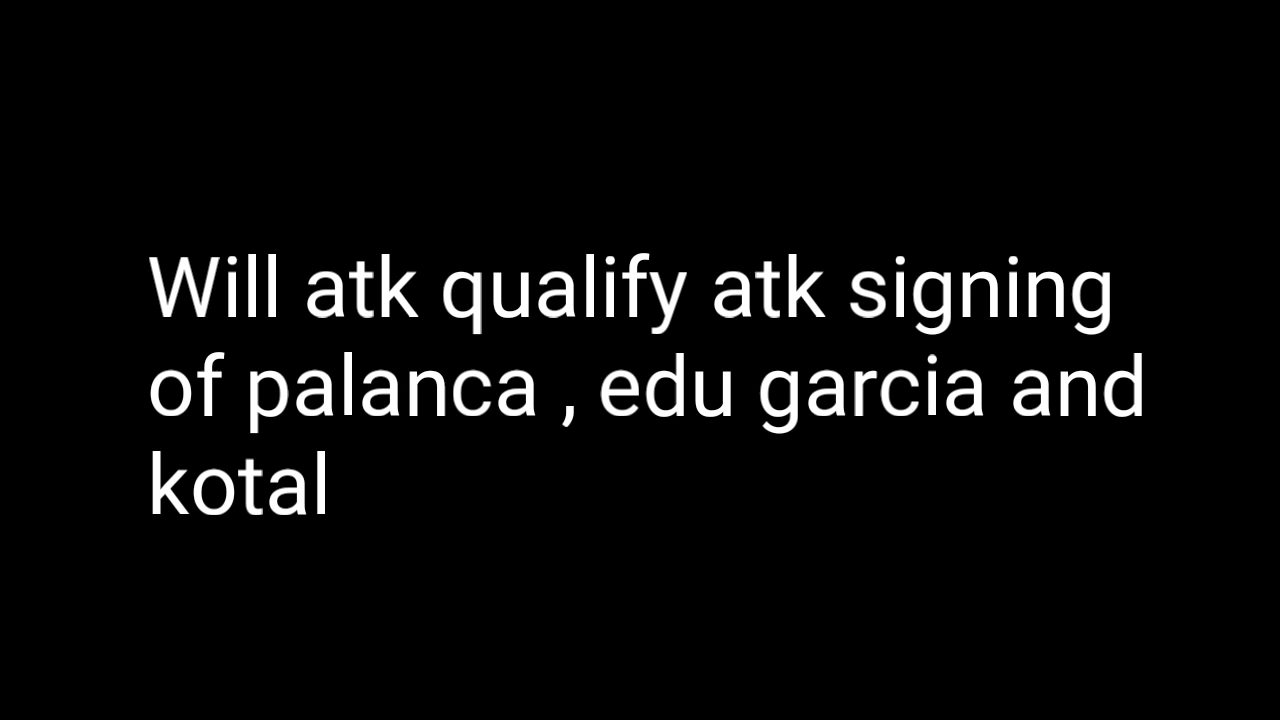 Will atk qualify atk signing
of palanca , edu garcia and
kotal